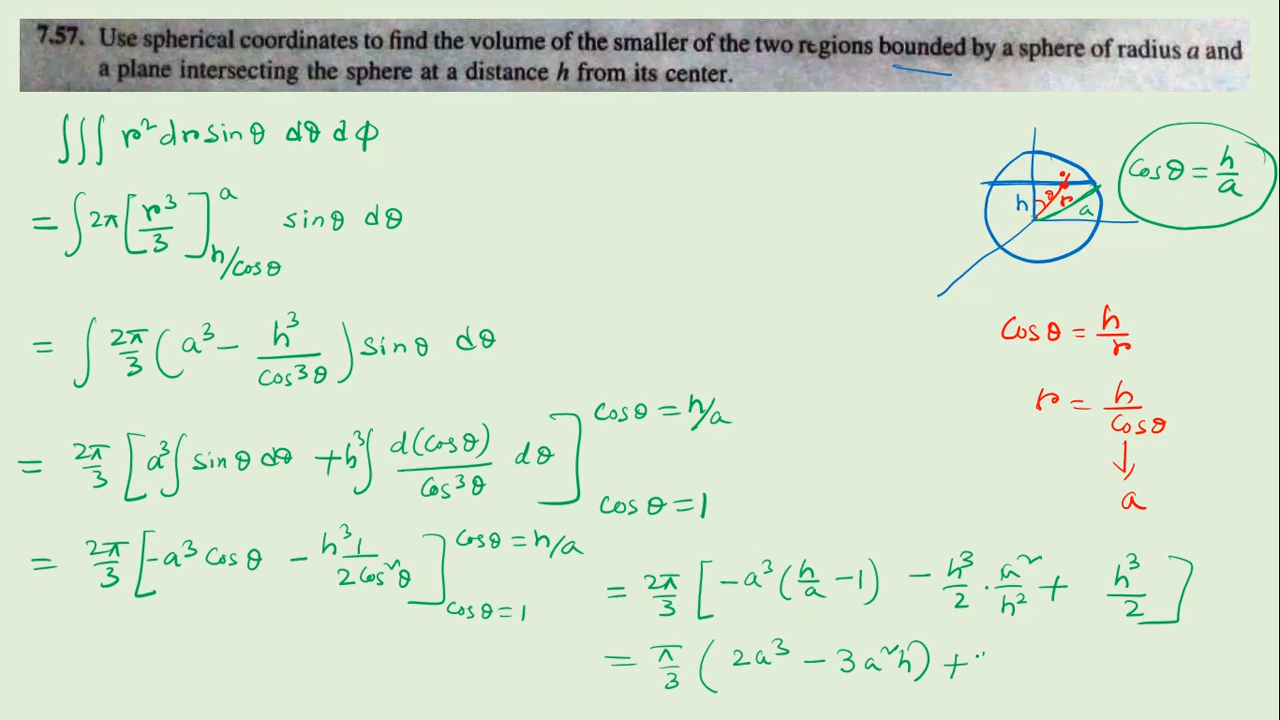 7.57. Use spherical coordinates to find the volume of the smaller of the two regions bounded by a sphere of radius a and
a plane intersecting the sphere at a distance h from its center.
∭ r² dr sin θ dθ dφ
= ∫ 2π [r³/3]_{h/cos θ}^{a} sin θ dθ
= ∫ 2π/3 (a³ − h³/cos³θ) sin θ dθ
= 2π/3 [a³∫ sin θ dθ + h³∫ d(cos θ)/cos³θ dθ]_{cos θ = 1}^{cos θ = h/a}
= 2π/3 [−a³ cos θ − h³ 1/2cos²θ]_{cos θ = 1}^{cos θ = h/a}
h θ r a
cos θ = h/a
cos θ = h/r
r = h/cos θ
↓
a
= 2π/3 [−a³(h/a − 1) − h³/2 · a²/h² + h³/2]
= π/3 (2a³ − 3a²h) + ..